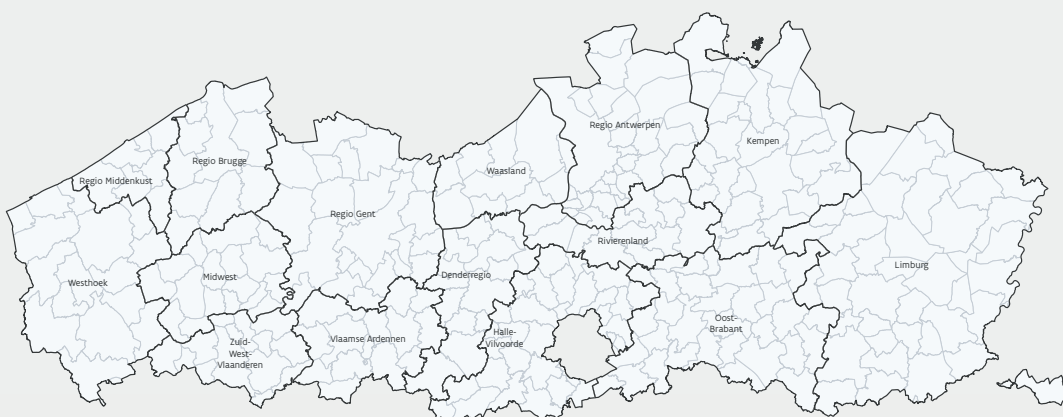 Regio Antwerpen
Kempen
Regio Brugge
Waasland
Regio Middenkust
Regio Gent
Rivierenland
Limburg
Denderregio
Midwest
Westhoek
Oost-
Brabant
Halle-
Vilvoorde
Vlaamse Ardennen
Zuid-
West-
Vlaanderen